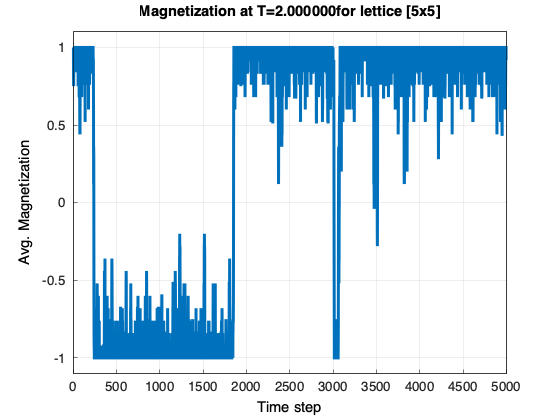 Magnetization at T=2.000000for lettice [5x5]
1
0.5
0
-0.5
-1
Avg. Magnetization
0 500 1000 1500 2000 2500 3000 3500 4000 4500 5000
Time step